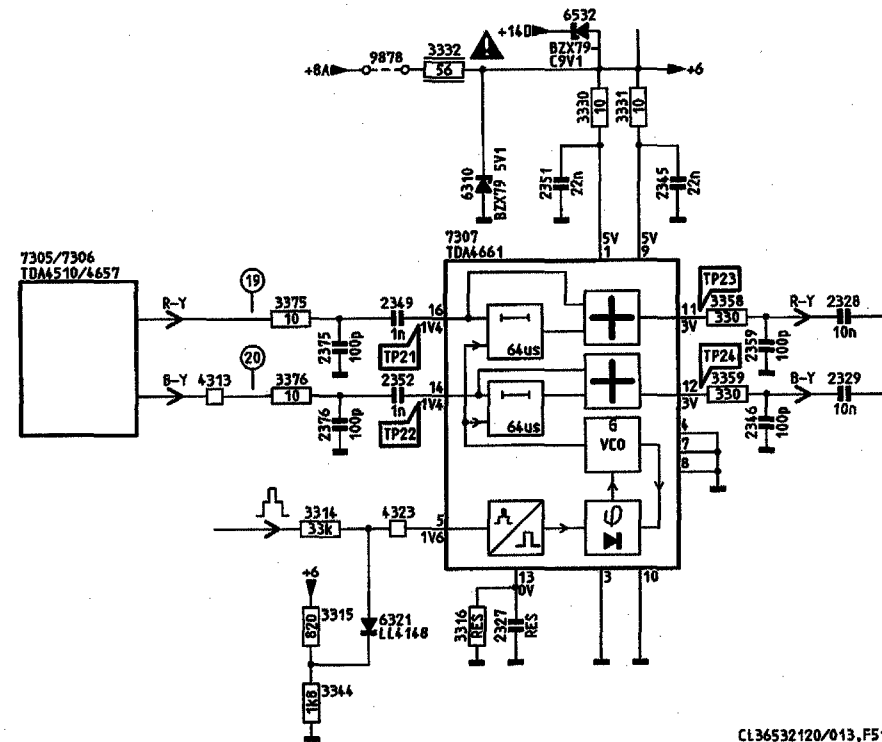 6532
+14D
BZX79
C9V1
9878
3332
+8A
56
+6
3330
10
3331
10
6310
BZX79 5V1
2351
22n
2345
22n
7307
TDA4661
5V
1
5V
9
7305/7306
TDA4510/4657
19
R-Y
3375
10
2349
1n
16
1V4
2375
100p
TP21
64us
11
3V
TP23
3358
330
R-Y
2328
10n
2359
100p
20
B-Y
4313
3376
10
2352
1n
14
1V4
2376
100p
TP22
64us
12
3V
TP24
3359
330
B-Y
2329
10n
2346
100p
G
VCO
4
7
8
3314
33k
4323
5
1V6
φ
+6
3315
820
6321
LL4148
3344
1k8
13
0V
3316
RES
2327
RES
3
10
CL36532120/013.F51